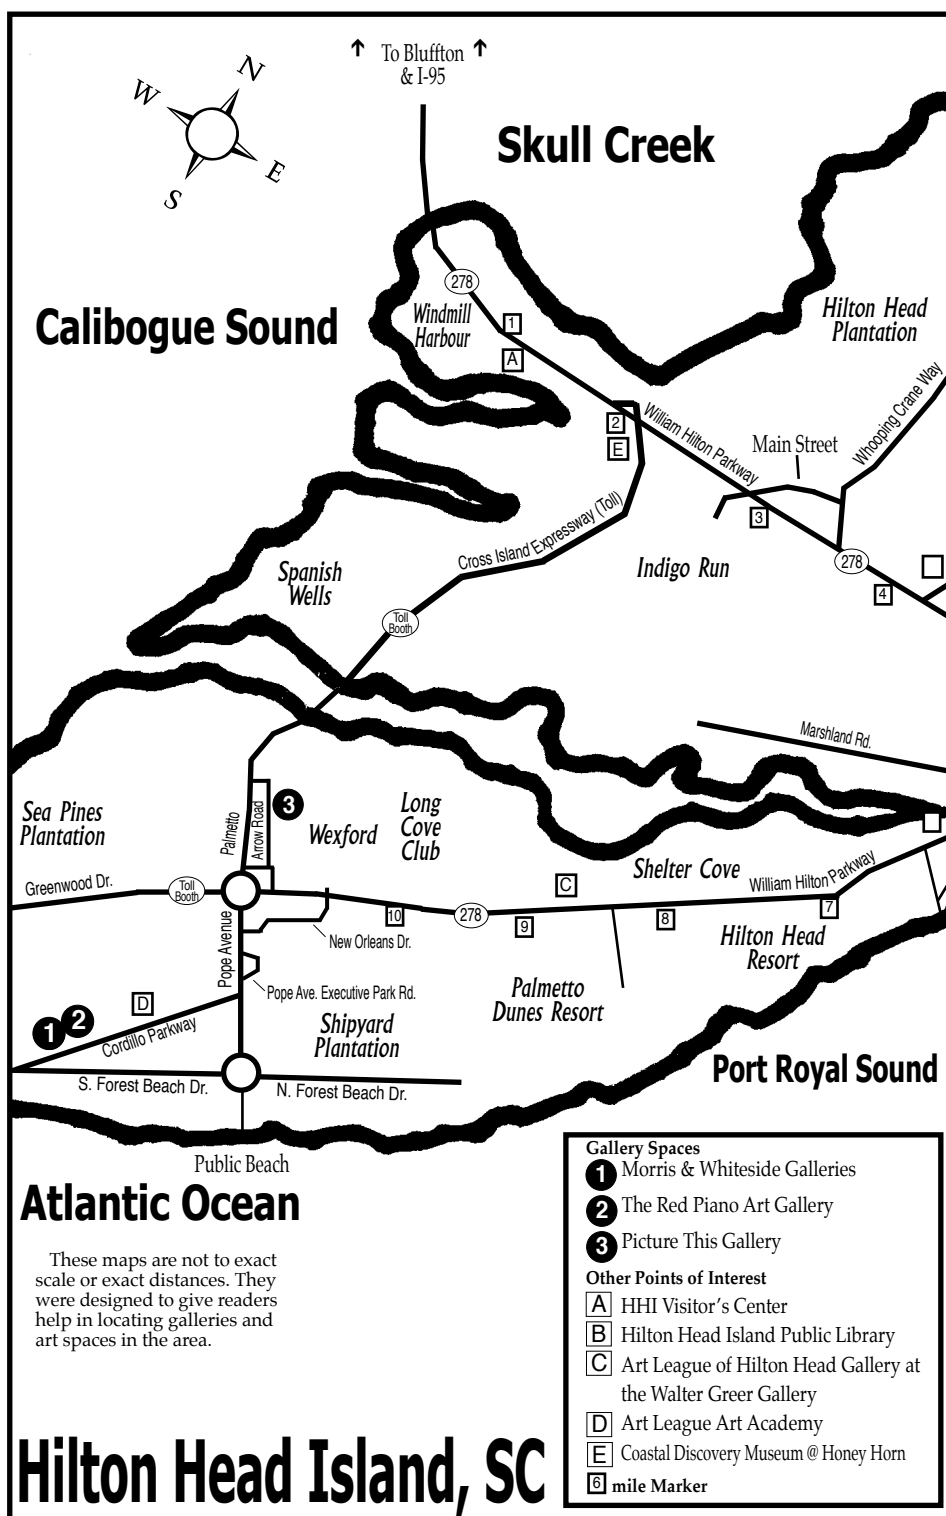 To Bluffton
& I-95
N
W
E
S
Skull Creek
278
Calibogue Sound
Windmill
Harbour
1
A
Hilton Head
Plantation
Whooping Crane Way
2
E
William Hilton Parkway
Main Street
3
Cross Island Expressway (Toll)
Indigo Run
278
4
Spanish
Wells
Toll
Booth
Marshland Rd.
Sea Pines
Plantation
Palmetto
Arrow Road
3
Wexford
Long
Cove
Club
Shelter Cove
William Hilton Parkway
Greenwood Dr.
Toll
Booth
C
10
278
9
8
7
New Orleans Dr.
Pope Avenue
Hilton Head
Resort
Pope Ave. Executive Park Rd.
Palmetto
Dunes Resort
D
1
2
Cordillo Parkway
Shipyard
Plantation
S. Forest Beach Dr.
N. Forest Beach Dr.
Port Royal Sound
Public Beach
Atlantic Ocean
These maps are not to exact
scale or exact distances. They
were designed to give readers
help in locating galleries and
art spaces in the area.
Gallery Spaces
1 Morris & Whiteside Galleries
2 The Red Piano Art Gallery
3 Picture This Gallery
Other Points of Interest
A HHI Visitor's Center
B Hilton Head Island Public Library
C Art League of Hilton Head Gallery at
the Walter Greer Gallery
D Art League Art Academy
E Coastal Discovery Museum @ Honey Horn
6 mile Marker
Hilton Head Island, SC